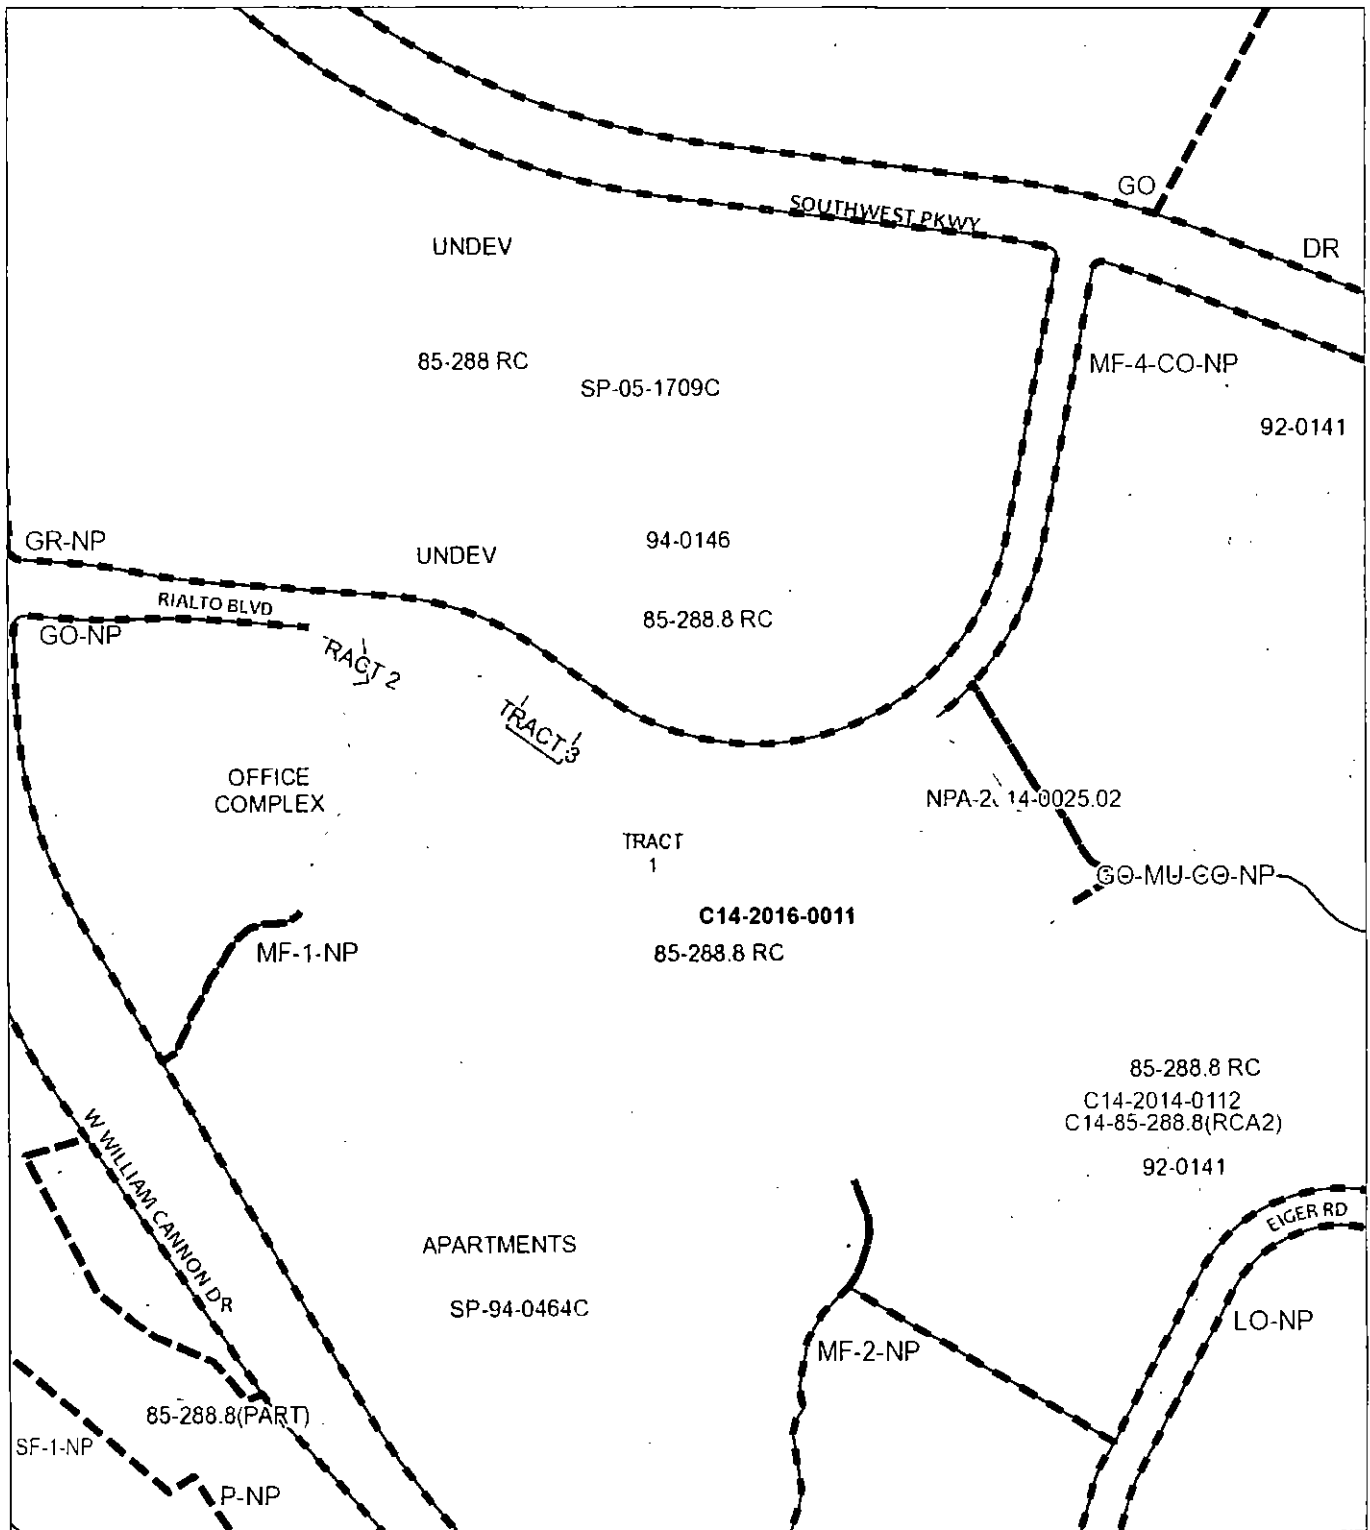 GO
SOUTHWEST PKWY
DR
UNDEV
85-288 RC
SP-05-1709C
MF-4-CO-NP
92-0141
GR-NP
UNDEV
94-0146
RIALTO BLVD
85-288.8 RC
GO-NP
RACT 2
TRACT 3
OFFICE
COMPLEX
NPA-2 14-0025.02
TRACT
1
GO-MU-CO-NP
C14-2016-0011
85-288.8 RC
MF-1-NP
85-288.8 RC
C14-2014-0112
C14-85-288.8(RCA2)
92-0141
W WILLIAM CANNON DR
EIGER RD
APARTMENTS
SP-94-0464C
LO-NP
MF-2-NP
85-288.8(PART)
SF-1-NP
P-NP